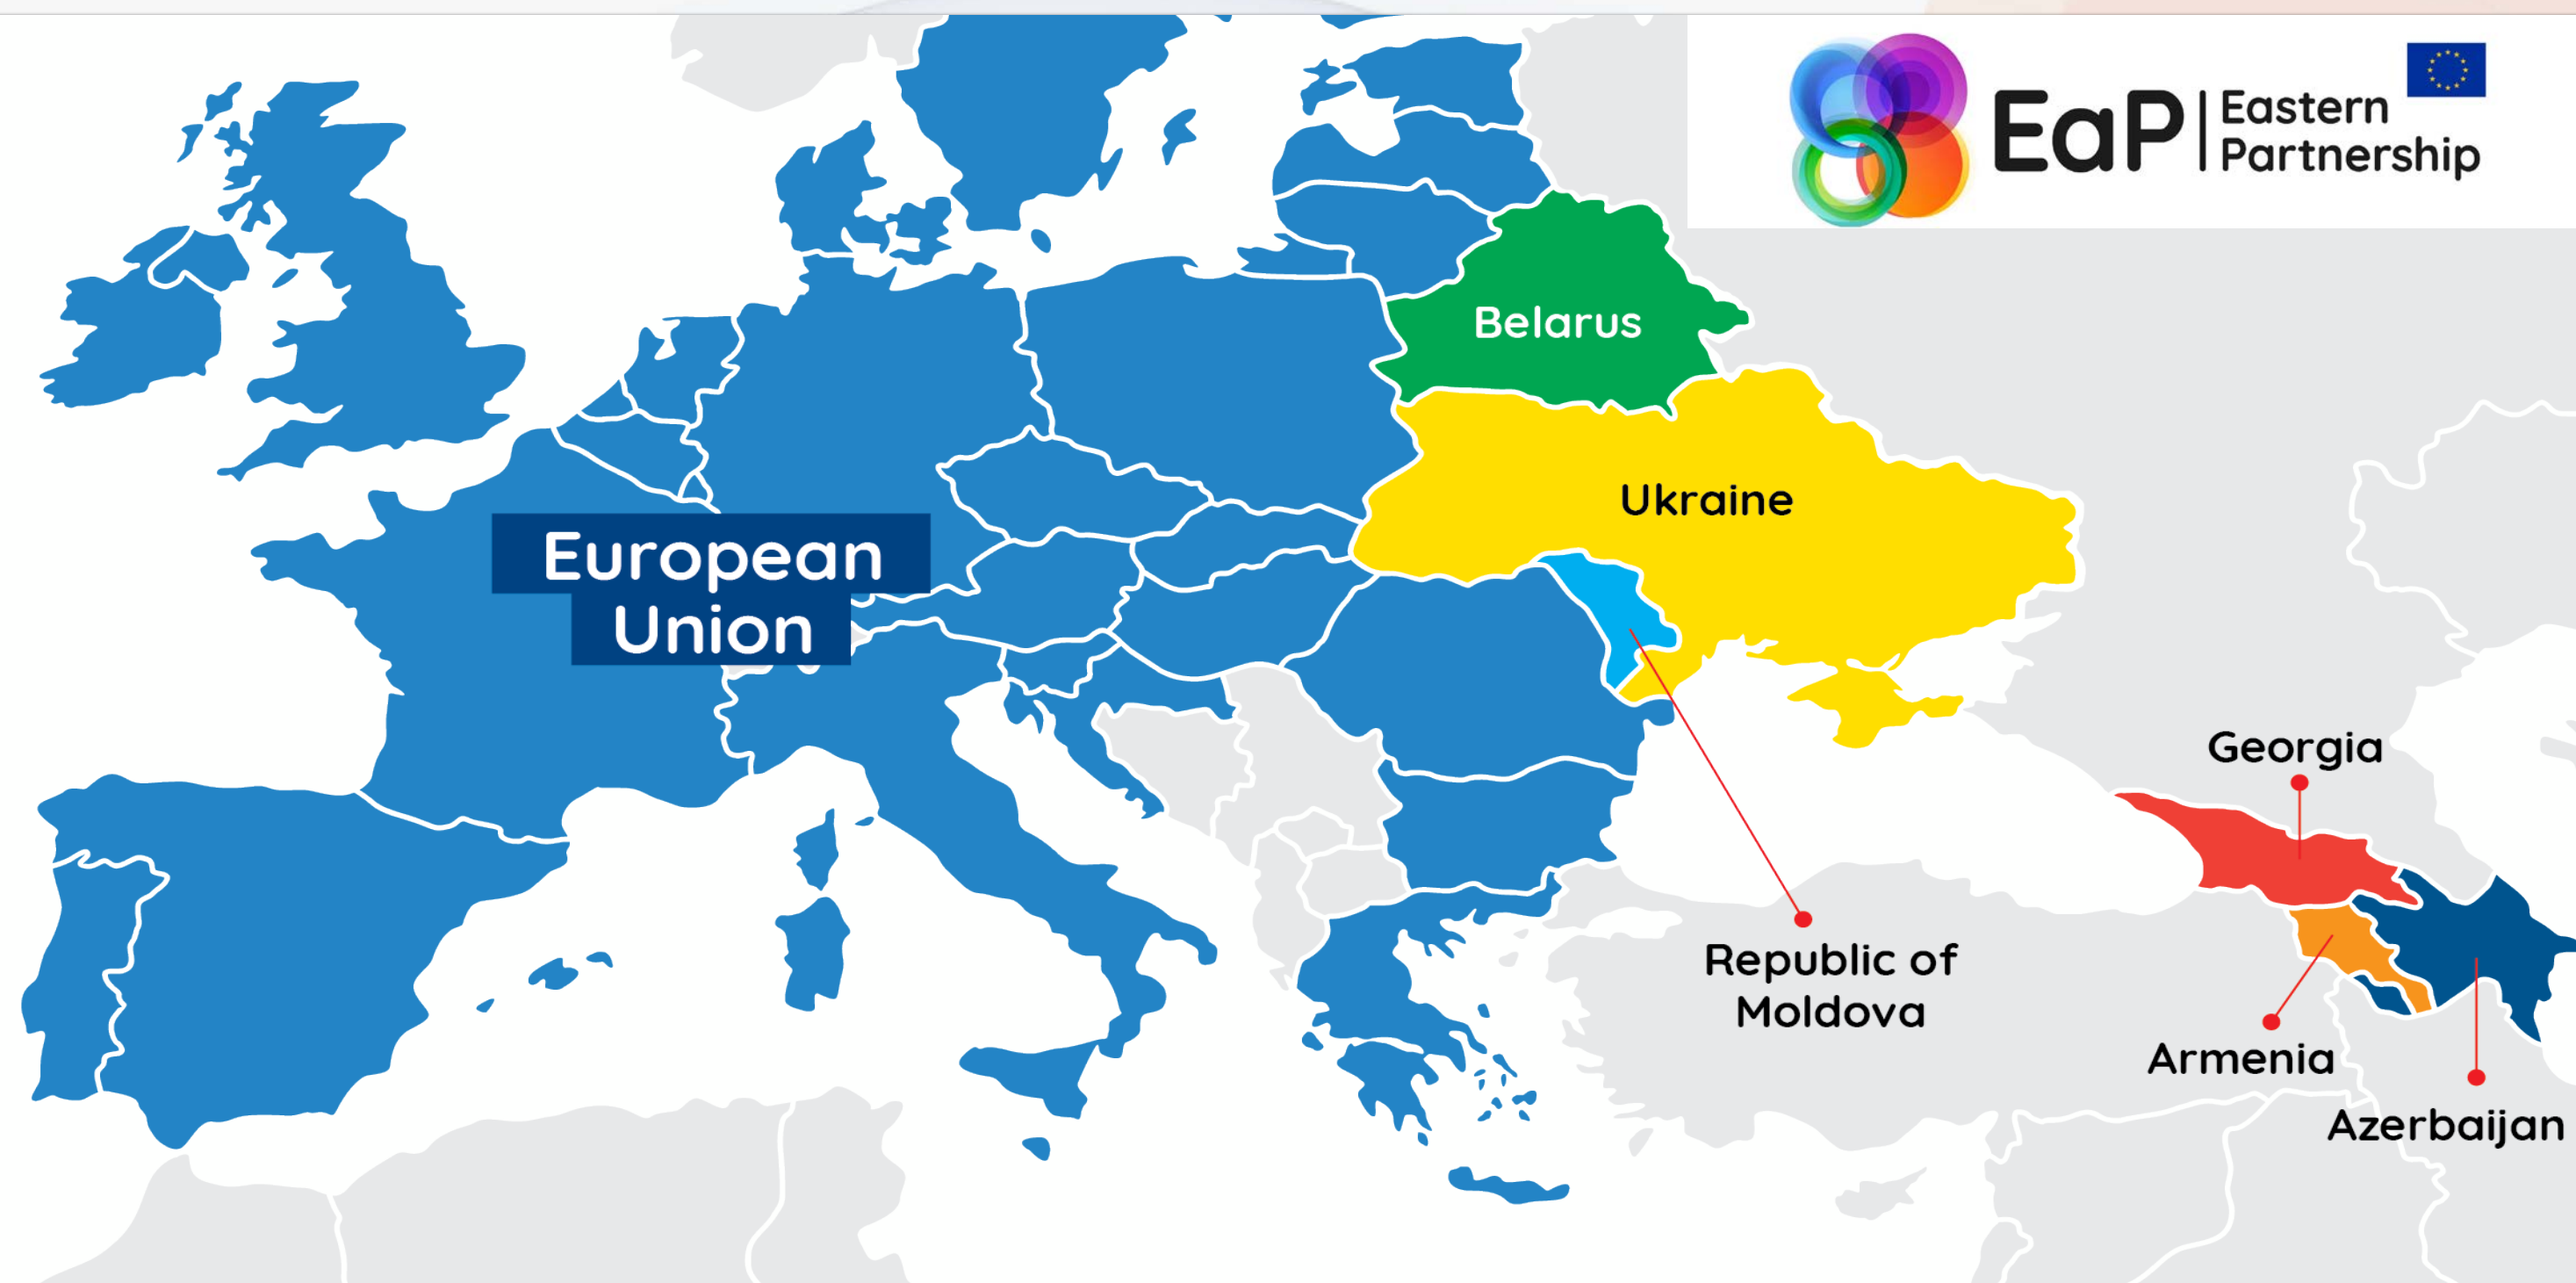 EaP
Eastern
Partnership
Belarus
Ukraine
European
Union
Georgia
Republic of
Moldova
Armenia
Azerbaijan